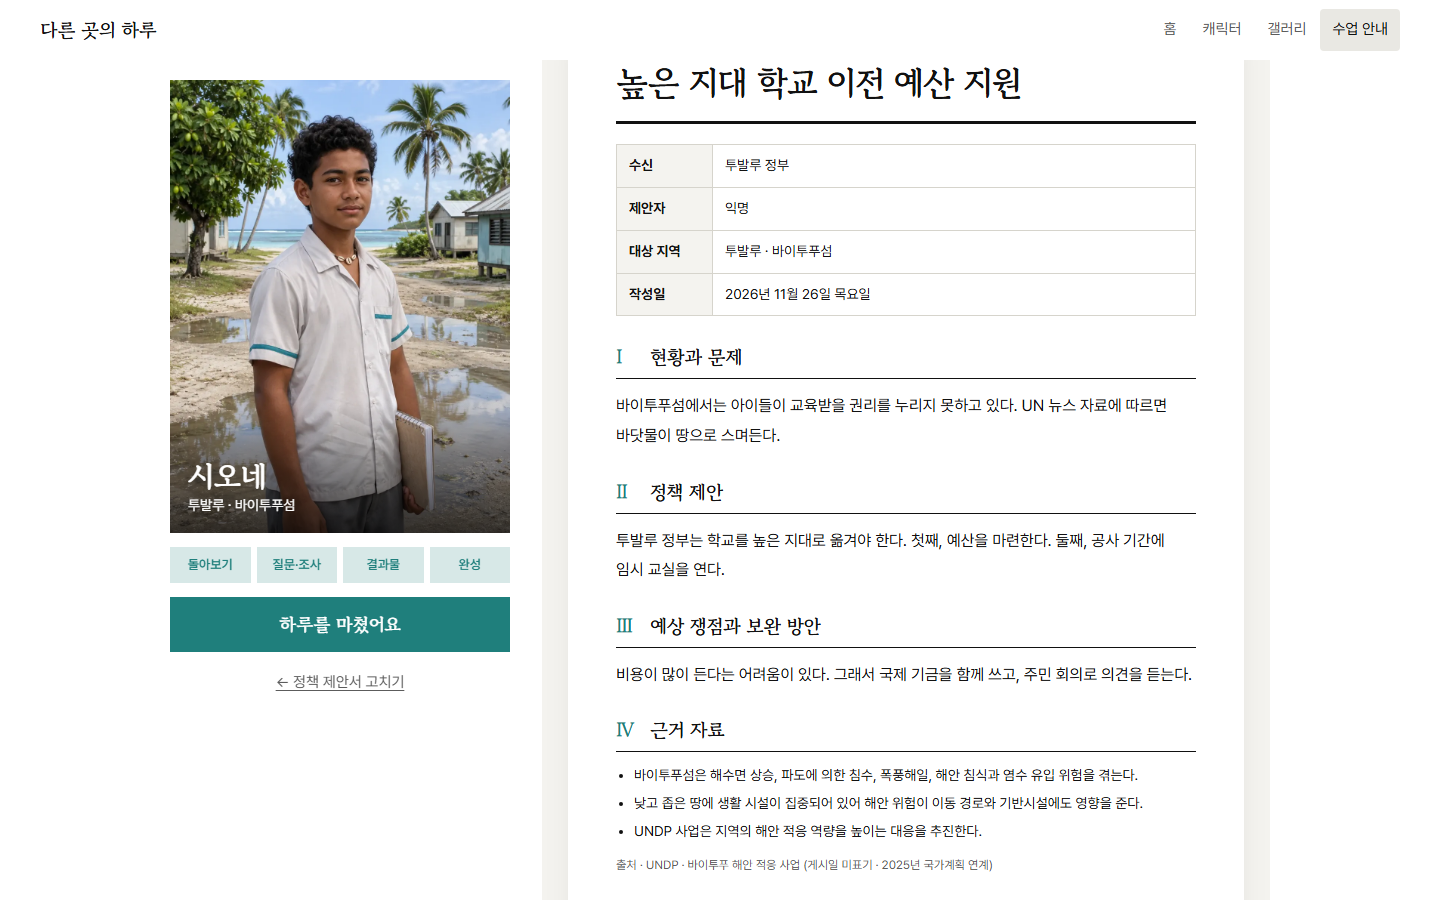 다른 곳의 하루
홈 캐릭터 갤러리 수업 안내
시오네
투발루 · 바이투푸섬
돌아보기 질문·조사 결과물 완성
하루를 마쳤어요
← 정책 제안서 고치기
높은 지대 학교 이전 예산 지원
수신 투발루 정부
제안자 익명
대상 지역 투발루 · 바이투푸섬
작성일 2026년 11월 26일 목요일
Ⅰ 현황과 문제
바이투푸섬에서는 아이들이 교육받을 권리를 누리지 못하고 있다. UN 뉴스 자료에 따르면
바닷물이 땅으로 스며든다.
Ⅱ 정책 제안
투발루 정부는 학교를 높은 지대로 옮겨야 한다. 첫째, 예산을 마련한다. 둘째, 공사 기간에
임시 교실을 연다.
Ⅲ 예상 쟁점과 보완 방안
비용이 많이 든다는 어려움이 있다. 그래서 국제 기금을 함께 쓰고, 주민 회의로 의견을 듣는다.
Ⅳ 근거 자료
• 바이투푸섬은 해수면 상승, 파도에 의한 침수, 폭풍해일, 해안 침식과 염수 유입 위험을 겪는다.
• 낮고 좁은 땅에 생활 시설이 집중되어 있어 해안 위험이 이동 경로와 기반시설에도 영향을 준다.
• UNDP 사업은 지역의 해안 적응 역량을 높이는 대응을 추진한다.
출처 · UNDP · 바이투푸 해안 적응 사업 (게시일 미표기 · 2025년 국가계획 연계)